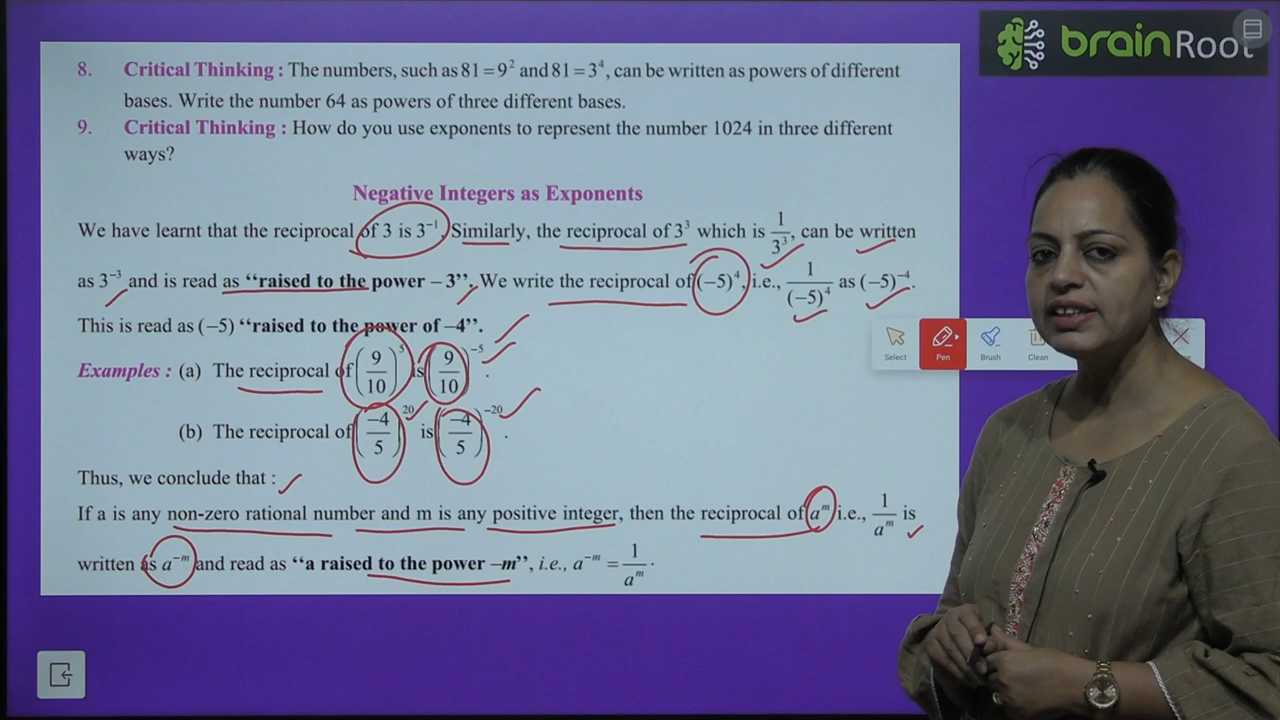 brainRoot
8. Critical Thinking : The numbers, such as 81 = 9² and 81 = 3⁴, can be written as powers of different
bases. Write the number 64 as powers of three different bases.
9. Critical Thinking : How do you use exponents to represent the number 1024 in three different
ways?
Negative Integers as Exponents
We have learnt that the reciprocal of 3 is 3⁻¹ Similarly, the reciprocal of 3³ which is 1/3³, can be written
as 3⁻³ and is read as ‘‘raised to the power – 3’’. We write the reciprocal of (–5)⁴, i.e., 1/(–5)⁴ as (–5)⁻⁴.
This is read as (–5) ‘‘raised to the power of –4’’.
Examples : (a) The reciprocal of (9/10)⁵ is (9/10)⁻⁵.
(b) The reciprocal of (–4/5)²⁰ is (–4/5)⁻²⁰.
Thus, we conclude that :
If a is any non-zero rational number and m is any positive integer, then the reciprocal of aᵐ i.e., 1/aᵐ is
written as a⁻ᵐ and read as ‘‘a raised to the power –m’’, i.e., a⁻ᵐ = 1/aᵐ.
Select
Pen
Brush
Clean